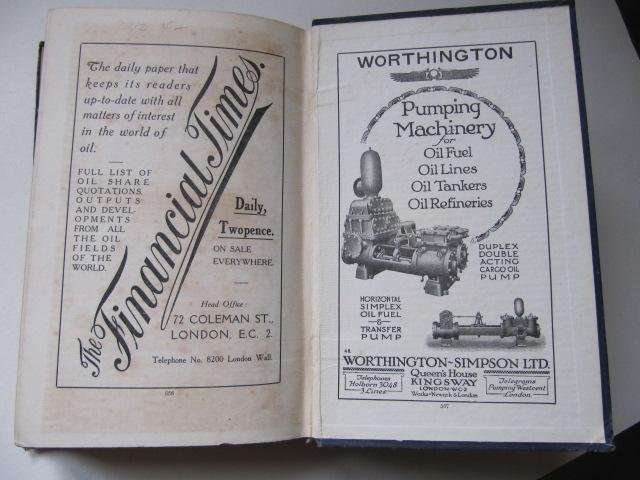 The daily paper that
keeps its readers
up-to-date with all
matters of interest
in the world of
oil.
FULL LIST OF
OIL SHARE
QUOTATIONS.
OUTPUTS
AND DEVEL-
OPMENTS
FROM ALL
THE OIL
FIELDS
OF THE
WORLD.
The Financial Times.
Daily,
Twopence.
ON SALE
EVERYWHERE.
Head Office:
72 COLEMAN ST.,
LONDON, E.C. 2.
Telephone No. 8200 London Wall.
WORTHINGTON
Pumping
Machinery
for
Oil Fuel
Oil Lines
Oil Tankers
Oil Refineries
DUPLEX
DOUBLE
ACTING
CARGO OIL
PUMP
HORIZONTAL
SIMPLEX
OIL FUEL
&
TRANSFER
PUMP
WORTHINGTON-SIMPSON LTD.
Telephones
Holborn 3048
3 Lines
Queen's House
KINGSWAY
LONDON·W·C·2
Works-Newark & London
Telegrams
Pumping Westcent
London.